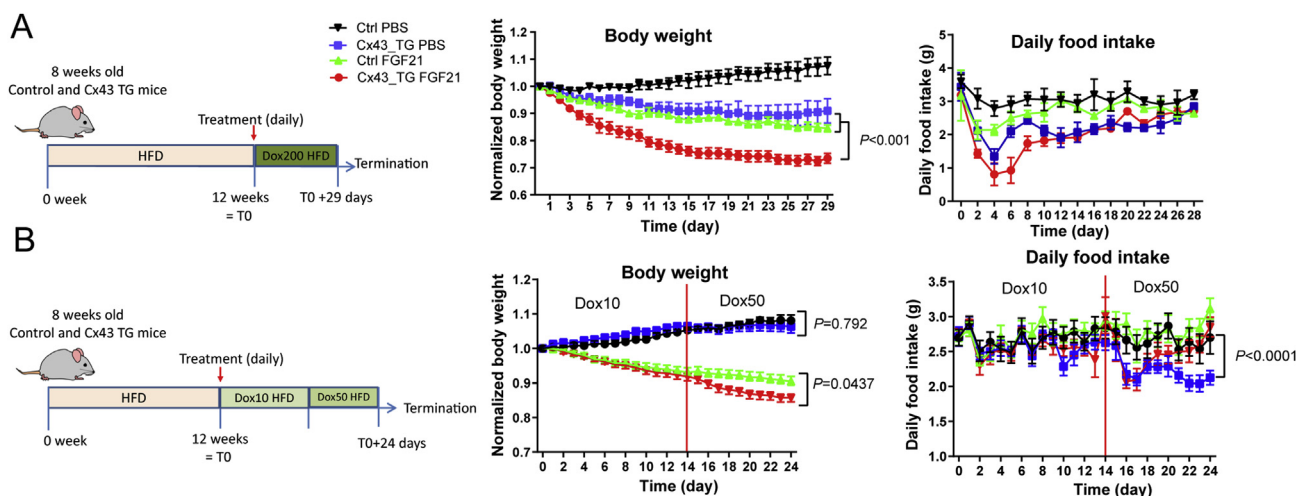 A
8 weeks old
Control and Cx43 TG mice
Treatment (daily)
HFD
Dox200 HFD
Termination
0 week
12 weeks
= T0
T0 +29 days
Ctrl PBS
Cx43_TG PBS
Ctrl FGF21
Cx43_TG FGF21
Body weight
Normalized body weight
1.2
1.1
1.0
0.9
0.8
0.7
0.6
1 3 5 7 9 11 13 15 17 19 21 23 25 27 29
Time (day)
P<0.001
Daily food intake
Daily food intake (g)
5
4
3
2
1
0
0 2 4 6 8 10 12 14 16 18 20 22 24 26 28
Time (day)
B
8 weeks old
Control and Cx43 TG mice
Treatment (daily)
HFD
Dox10 HFD
Dox50 HFD
Termination
0 week
12 weeks
= T0
T0+24 days
Body weight
Normalized body weight
1.2
1.1
1.0
0.9
0.8
0.7
Dox10
Dox50
P=0.792
P=0.0437
0 2 4 6 8 10 12 14 16 18 20 22 24
Time (day)
Daily food intake
Daily food intake (g)
3.5
3.0
2.5
2.0
1.5
1.0
Dox10
Dox50
P<0.0001
0 2 4 6 8 10 12 14 16 18 20 22 24
Time (day)